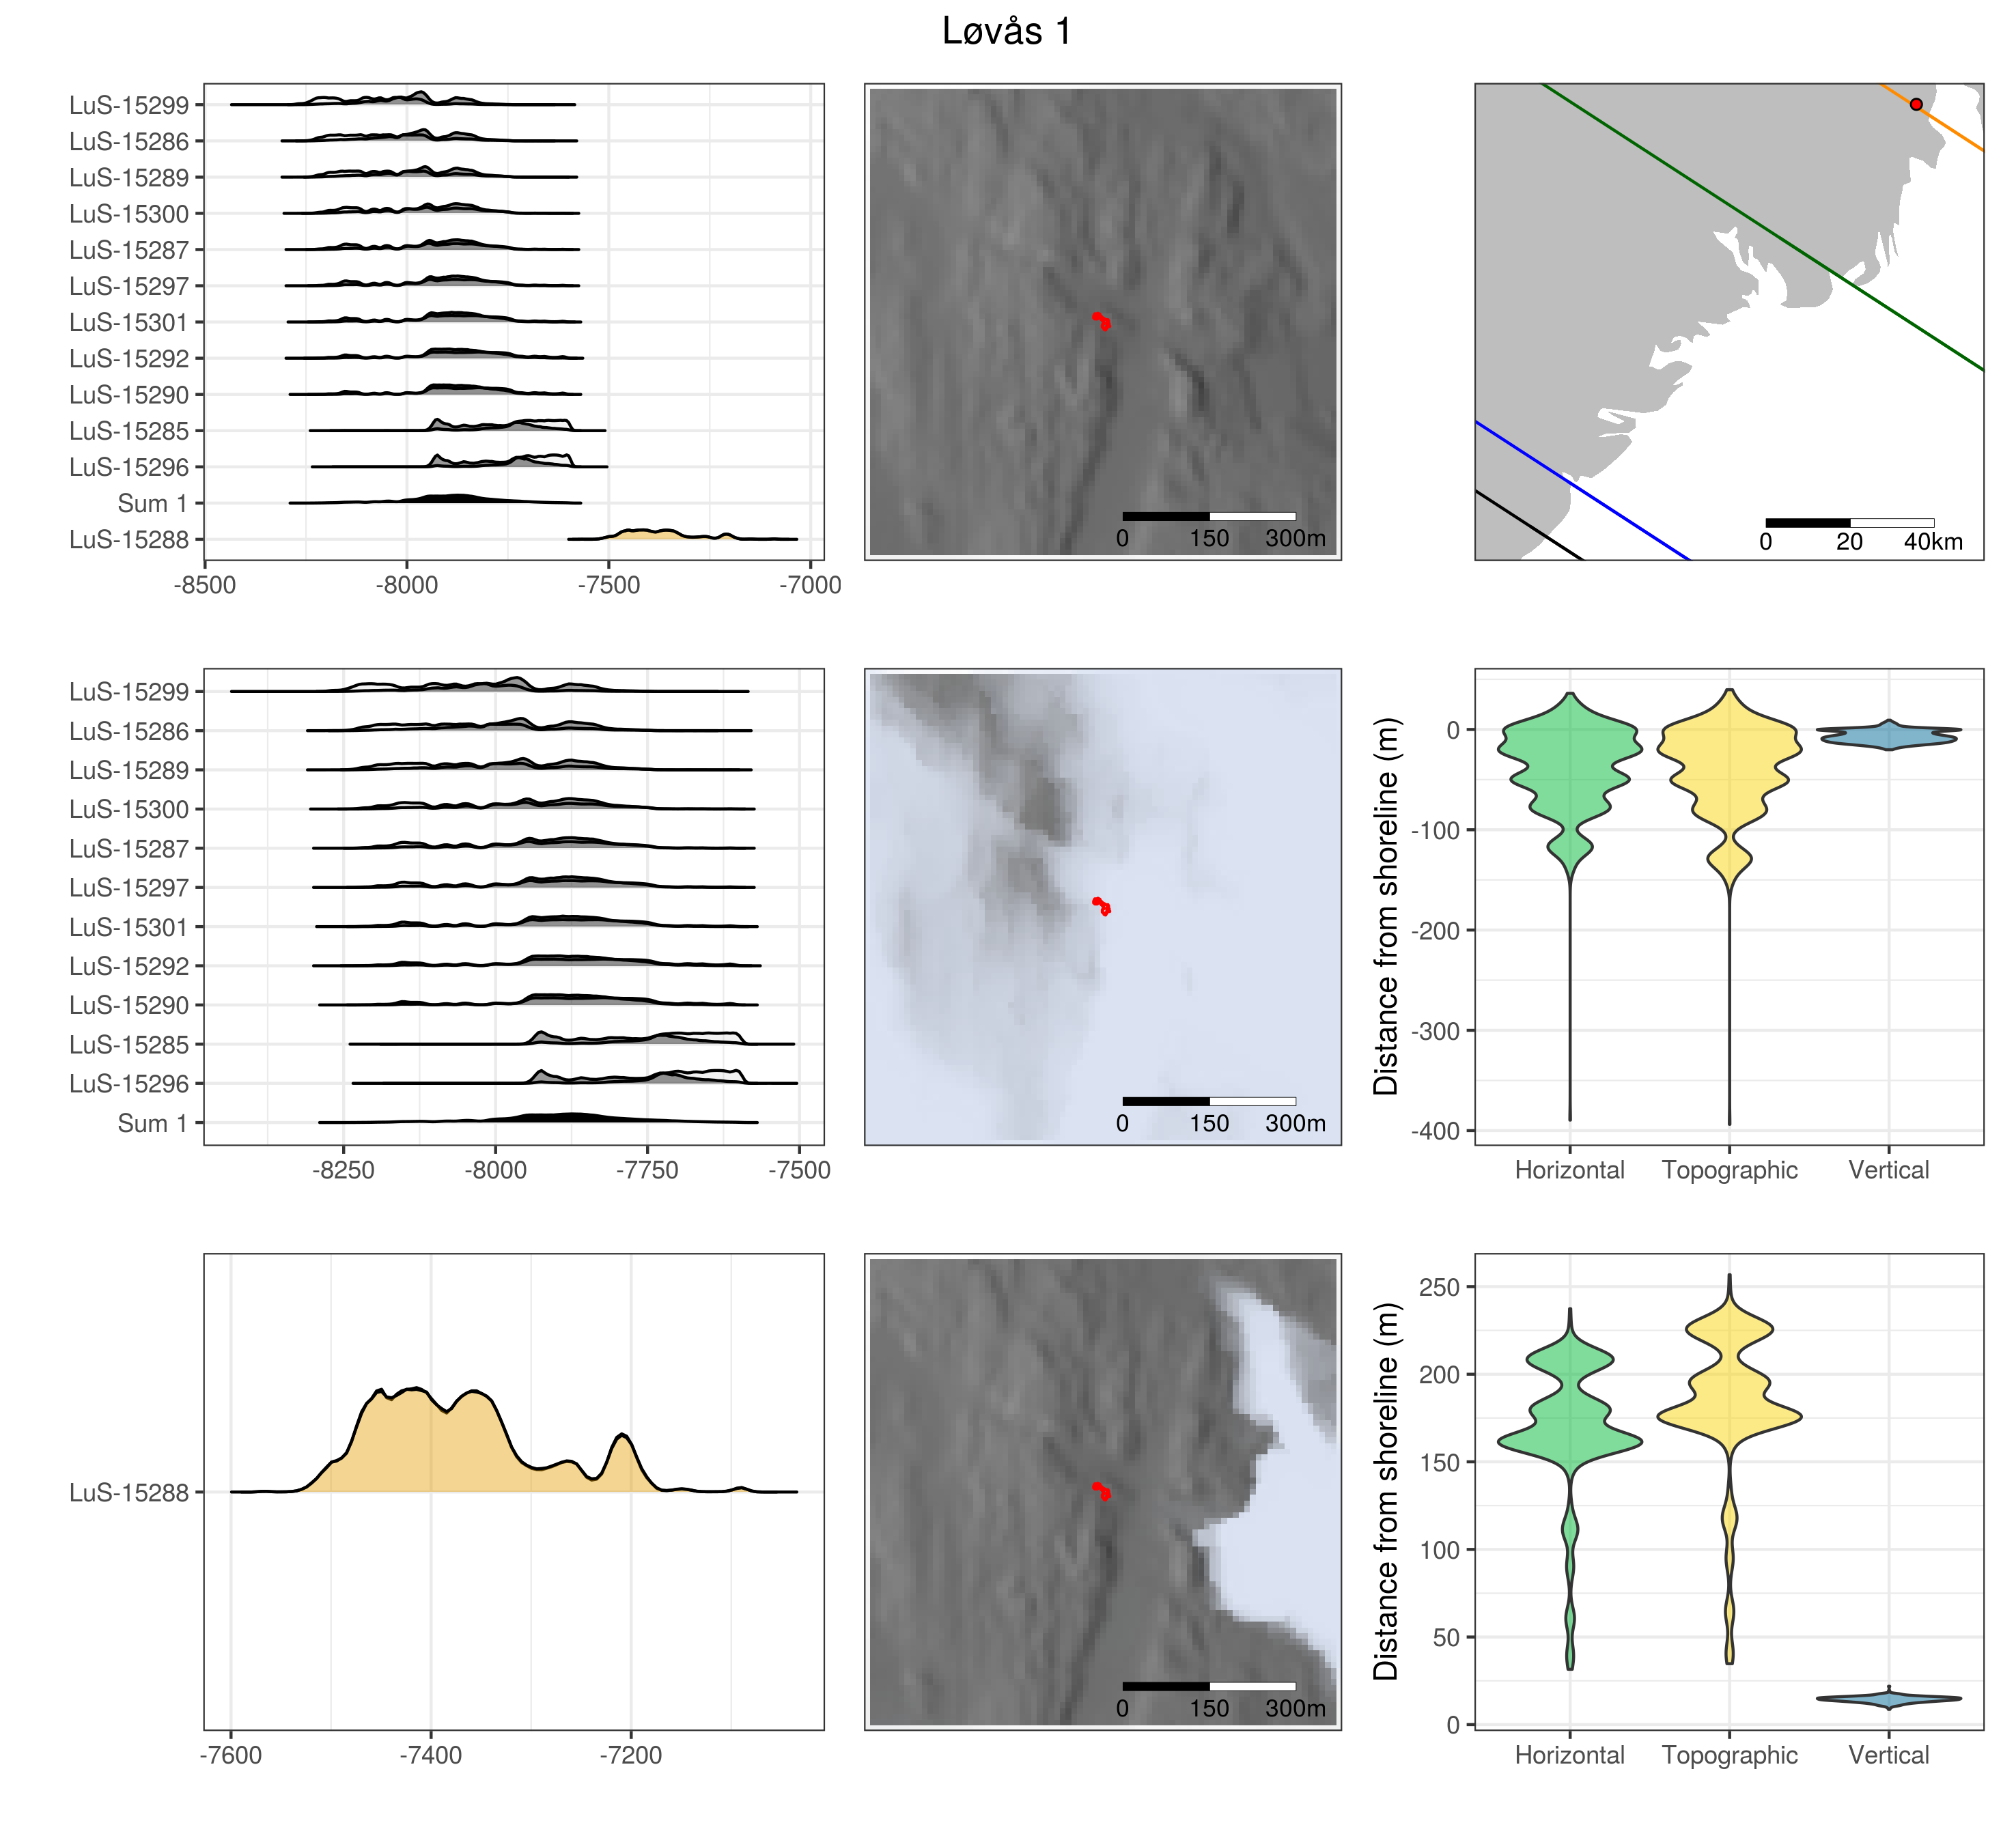 Løvås 1
LuS-15299
LuS-15286
LuS-15289
LuS-15300
LuS-15287
LuS-15297
LuS-15301
LuS-15292
LuS-15290
LuS-15285
LuS-15296
Sum 1
LuS-15288
-8500 -8000 -7500 -7000
0 150 300m
0 20 40km
LuS-15299
LuS-15286
LuS-15289
LuS-15300
LuS-15287
LuS-15297
LuS-15301
LuS-15292
LuS-15290
LuS-15285
LuS-15296
Sum 1
-8250 -8000 -7750 -7500
0 150 300m
Distance from shoreline (m)
0
-100
-200
-300
-400
Horizontal Topographic Vertical
LuS-15288
-7600 -7400 -7200
0 150 300m
Distance from shoreline (m)
250
200
150
100
50
0
Horizontal Topographic Vertical